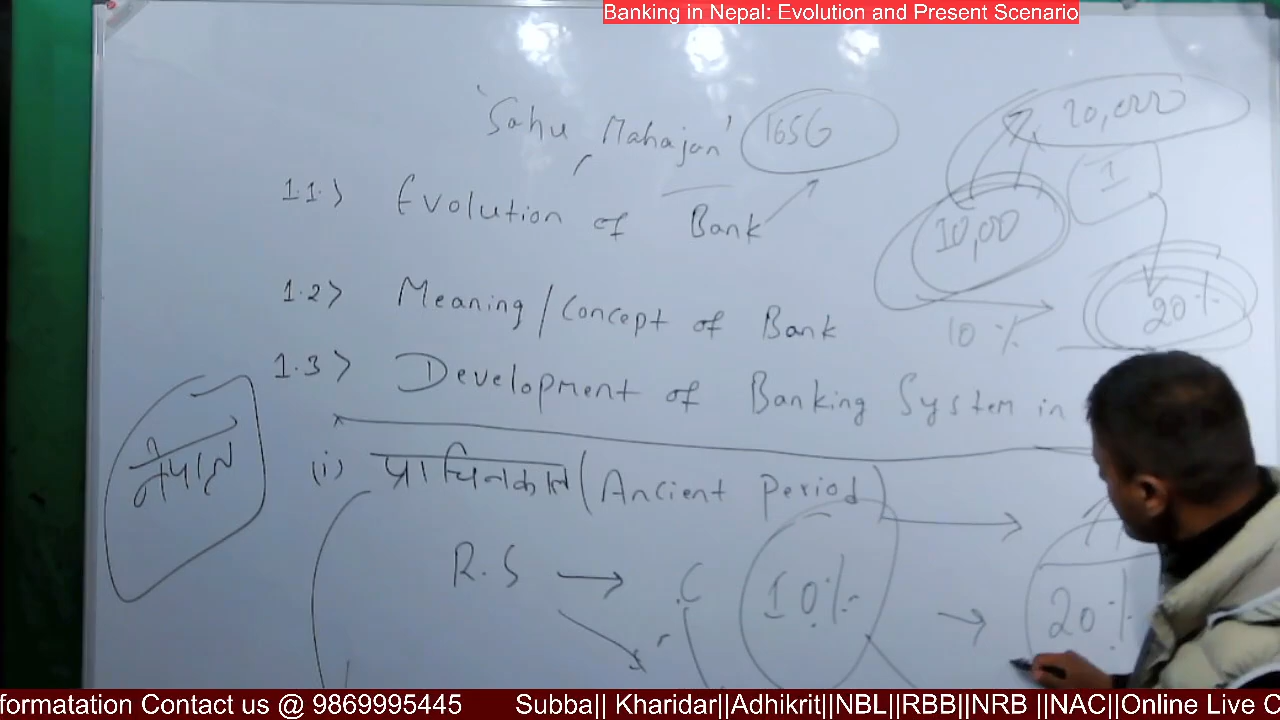 Banking in Nepal: Evolution and Present Scenario
'Sahu Mahajan' 1656
20,000
1
1.1> Evolution of Bank
10,00
10 %
20%
1.2> Meaning/Concept of Bank
1.3> Development of Banking System in
नेपाल
(i) प्राचिनकाल (Ancient Period)
R.S → C 10% → 20%
formatation Contact us @ 9869995445 Subba|| Kharidar||Adhikrit||NBL||RBB||NRB ||NAC||Online Live C